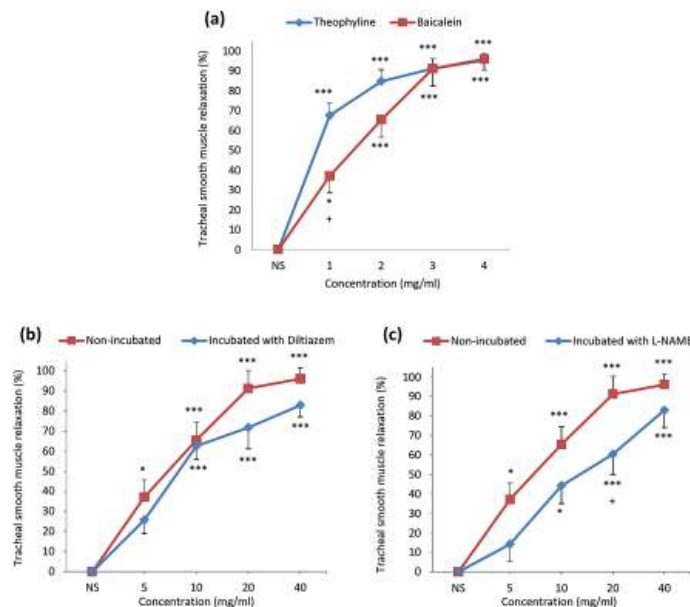 (a)
Theophyline Baicalein
Tracheal smooth muscle relaxation (%)
100
90
80
70
60
50
40
30
20
10
0
*** *** *** ***
*** *** ***
*
+
NS 1 2 3 4
Concentration (mg/ml)
(b)
Non-incubated Incubated with Diltiazem
Tracheal smooth muscle relaxation (%)
100
90
80
70
60
50
40
30
20
10
0
* *** *** ***
*** *** ***
NS 5 10 20 40
Concentration (mg/ml)
(c)
Non-incubated Incubated with L-NAME
Tracheal smooth muscle relaxation (%)
100
90
80
70
60
50
40
30
20
10
0
* *** *** ***
* *** ***
+
NS 5 10 20 40
Concentration (mg/ml)